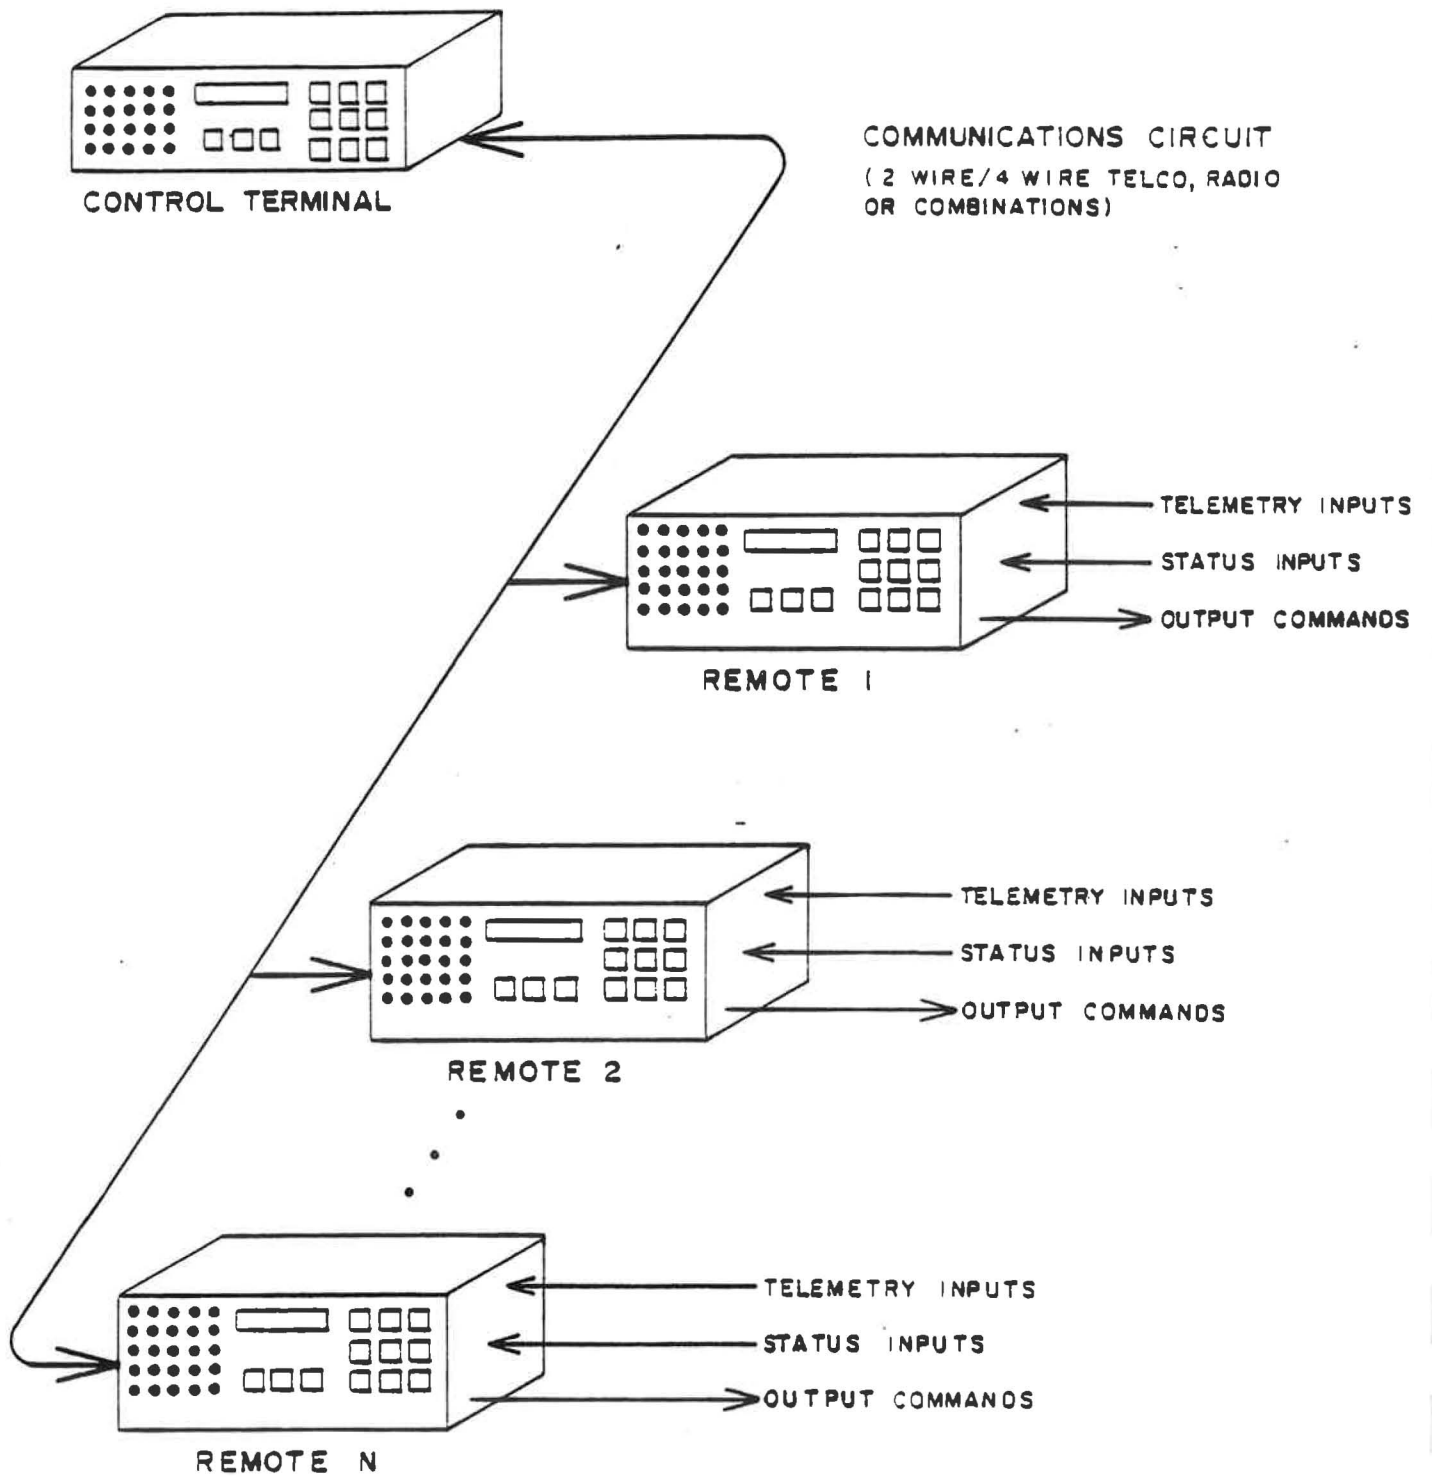 CONTROL TERMINAL
COMMUNICATIONS CIRCUIT
( 2 WIRE/4 WIRE TELCO, RADIO
OR COMBINATIONS)
TELEMETRY INPUTS
STATUS INPUTS
OUTPUT COMMANDS
REMOTE 1
TELEMETRY INPUTS
STATUS INPUTS
OUTPUT COMMANDS
REMOTE 2
TELEMETRY INPUTS
STATUS INPUTS
OUTPUT COMMANDS
REMOTE N